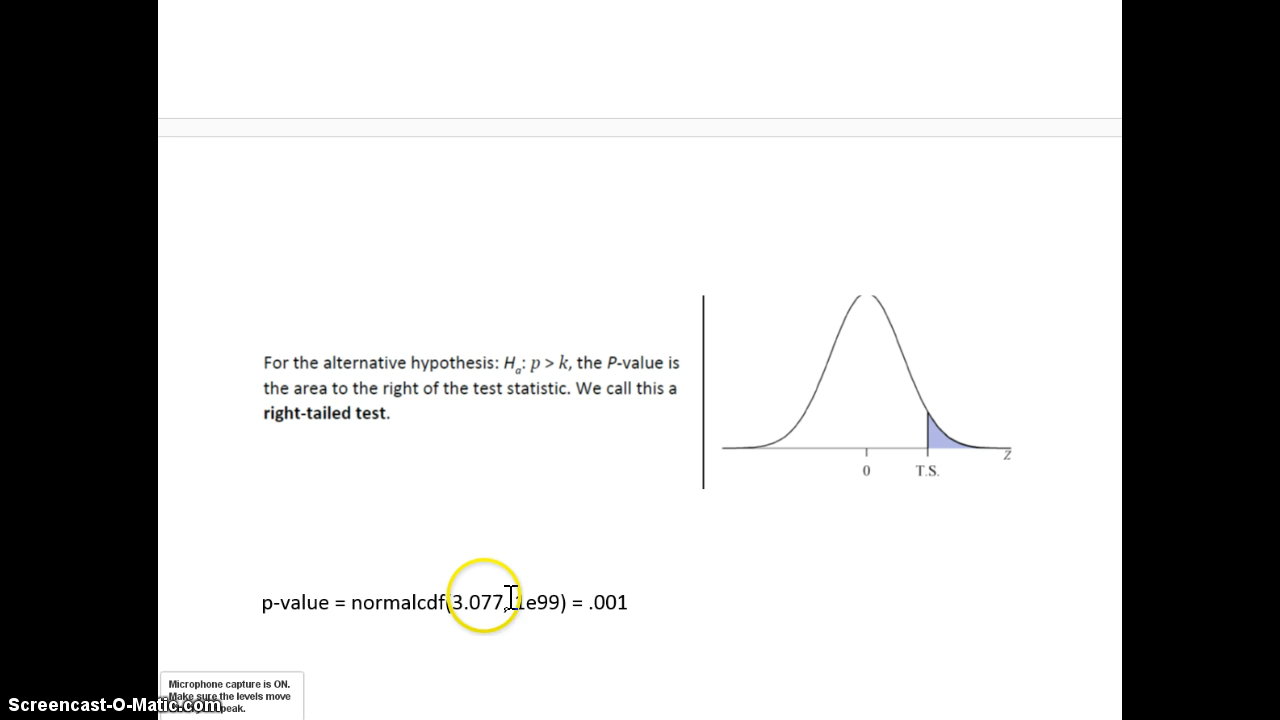 For the alternative hypothesis: Hₐ: p > k, the P-value is
the area to the right of the test statistic. We call this a
right-tailed test.
0
T.S.
Z
p-value = normalcdf(3.077, 1e99) = .001
Microphone capture is ON.
Make sure the levels move
peak.
Screencast-O-Matic.com